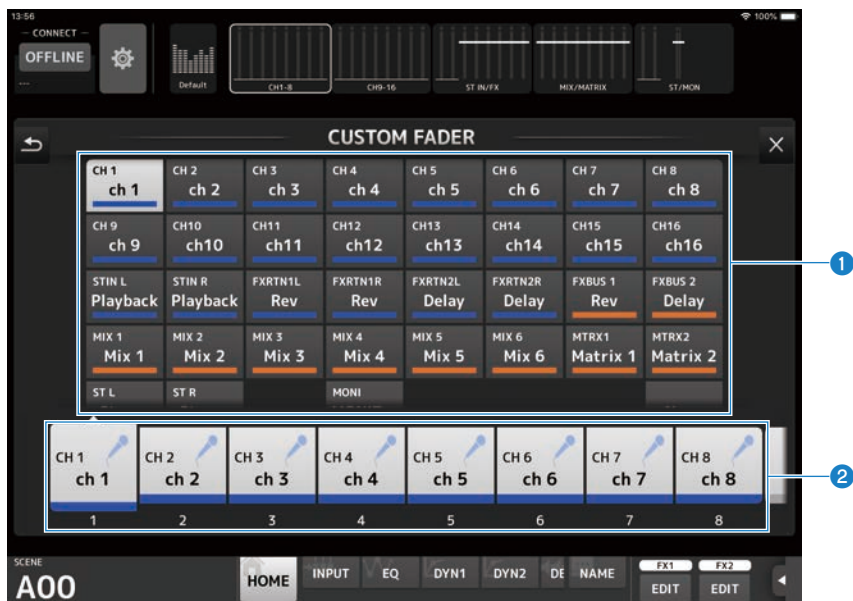 13:56
100%
CONNECT
OFFLINE
---
Default
CH1-8
CH9-16
ST IN/FX
MIX/MATRIX
ST/MON
CUSTOM FADER
CH 1 CH 2 CH 3 CH 4 CH 5 CH 6 CH 7 CH 8
ch 1 ch 2 ch 3 ch 4 ch 5 ch 6 ch 7 ch 8
CH 9 CH10 CH11 CH12 CH13 CH14 CH15 CH16
ch 9 ch10 ch11 ch12 ch13 ch14 ch15 ch16
1
STIN L STIN R FXRTN1L FXRTN1R FXRTN2L FXRTN2R FXBUS 1 FXBUS 2
Playback Playback Rev Rev Delay Delay Rev Delay
MIX 1 MIX 2 MIX 3 MIX 4 MIX 5 MIX 6 MTRX1 MTRX2
Mix 1 Mix 2 Mix 3 Mix 4 Mix 5 Mix 6 Matrix 1 Matrix 2
ST L ST R MONI
CH 1 CH 2 CH 3 CH 4 CH 5 CH 6 CH 7 CH 8
ch 1 ch 2 ch 3 ch 4 ch 5 ch 6 ch 7 ch 8
2
1 2 3 4 5 6 7 8
SCENE
A00
HOME INPUT EQ DYN1 DYN2 DE NAME
FX1 FX2
EDIT EDIT